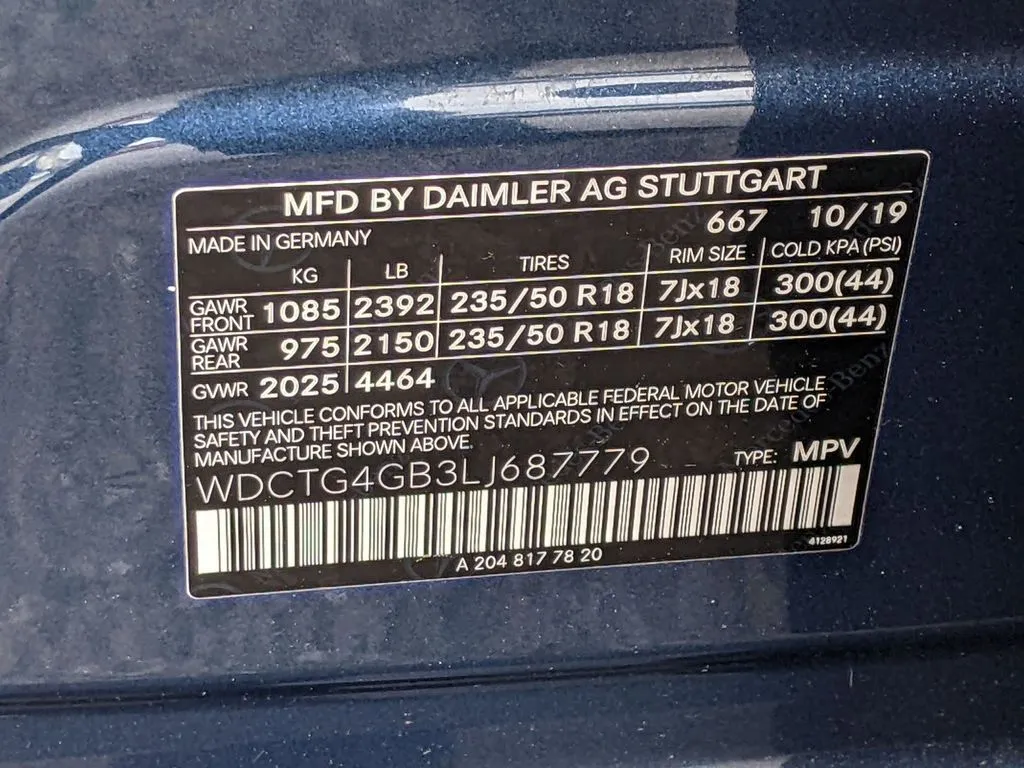 MFD BY DAIMLER AG STUTTGART
667 10/19
MADE IN GERMANY
KG LB TIRES RIM SIZE COLD KPA (PSI)
GAWR FRONT 1085 2392 235/50 R18 7Jx18 300(44)
GAWR REAR 975 2150 235/50 R18 7Jx18 300(44)
GVWR 2025 4464
THIS VEHICLE CONFORMS TO ALL APPLICABLE FEDERAL MOTOR VEHICLE
SAFETY AND THEFT PREVENTION STANDARDS IN EFFECT ON THE DATE OF
MANUFACTURE SHOWN ABOVE.
WDCTG4GB3LJ687779 TYPE: MPV
4128921
A 204 817 78 20
Mercedes-Benz